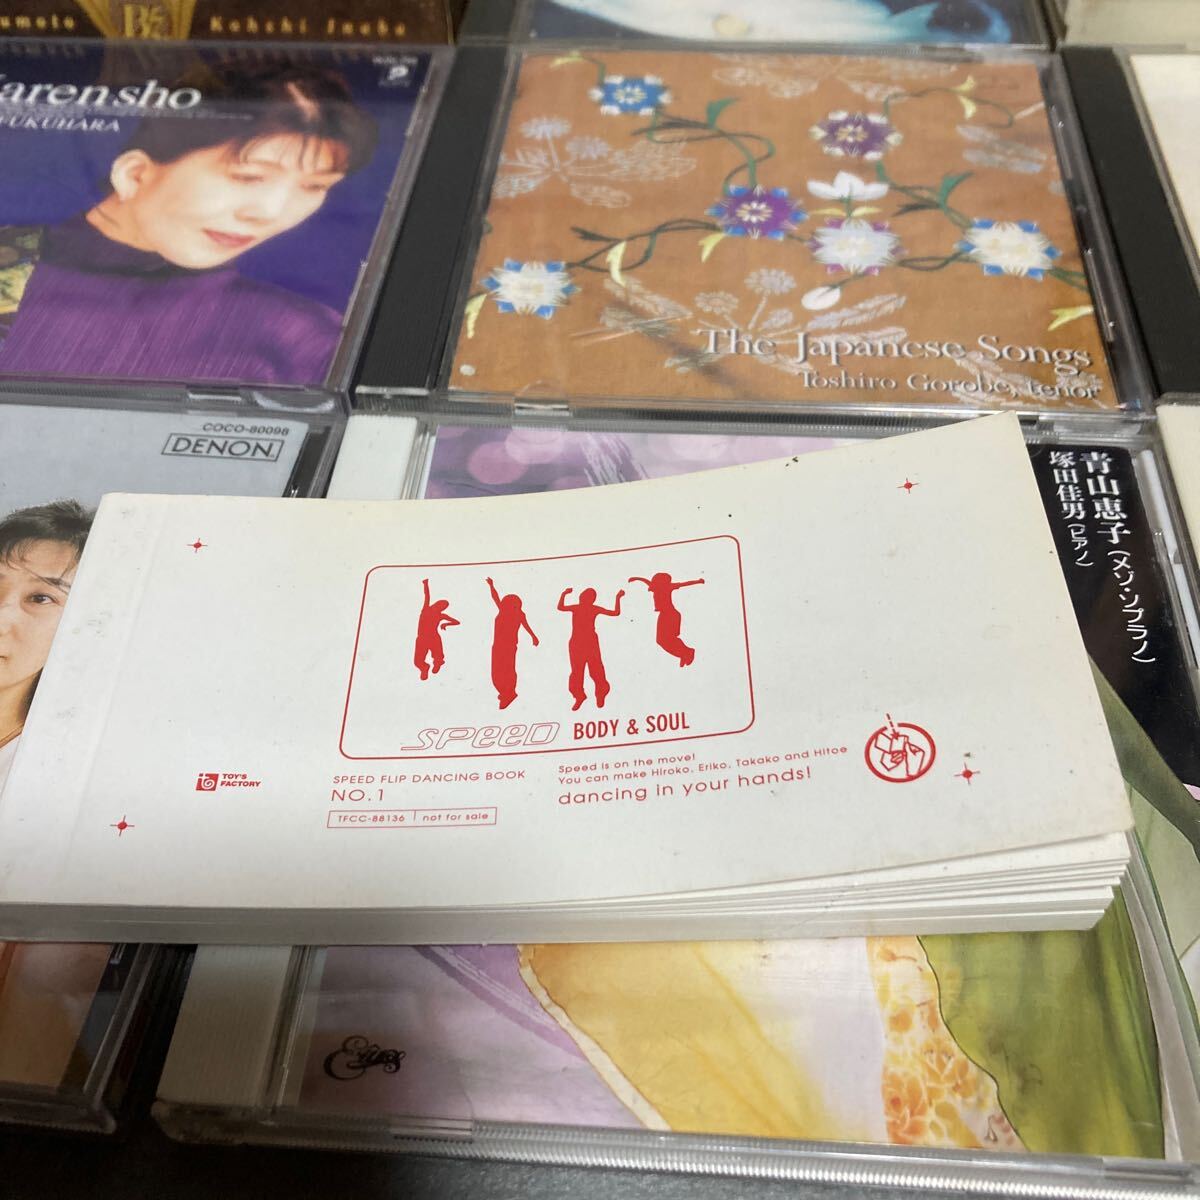 B'z
Kohshi Inaba
arensho
FUKUHARA
The Japanese Songs
Toshiro Gorobe, tenor
COCO-80098
DENON
青山恵子(メゾ・ソプラノ)
塚田佳男(ピアノ)
SPEED BODY & SOUL
TOY'S FACTORY
SPEED FLIP DANCING BOOK
NO.1
TFCC-88136 not for sale
Speed is on the move!
You can make Hiroko, Eriko, Takako and Hitoe
dancing in your hands!